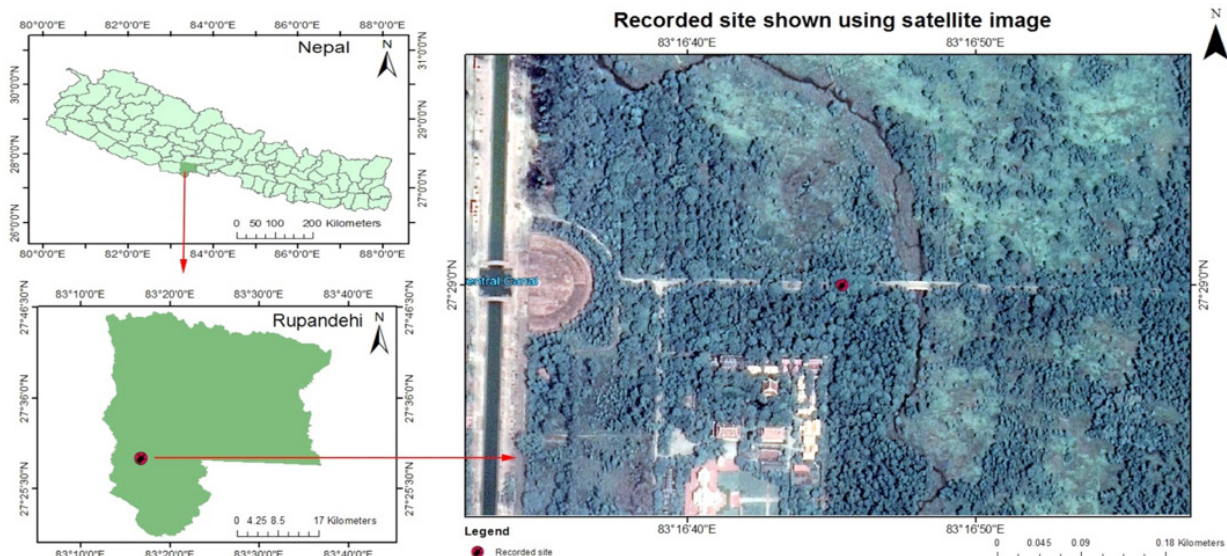 80°0'0"E 82°0'0"E 84°0'0"E 86°0'0"E 88°0'0"E
Nepal
N
30°0'0"N
28°0'0"N
26°0'0"N
31°0'0"N
29°0'0"N
27°0'0"N
0 50 100 200 Kilometers
80°0'0"E 82°0'0"E 84°0'0"E 86°0'0"E 88°0'0"E
83°10'0"E 83°20'0"E 83°30'0"E 83°40'0"E
Rupandehi
N
27°46'30"N
27°36'0"N
27°25'30"N
27°46'30"N
27°36'0"N
27°25'30"N
0 4.25 8.5 17 Kilometers
83°10'0"E 83°20'0"E 83°30'0"E 83°40'0"E
Recorded site shown using satellite image
N
83°16'40"E 83°16'50"E
27°29'0"N
entral Canal
27°29'0"N
83°16'40"E 83°16'50"E
Legend
Recorded site
0 0.045 0.09 0.18 Kilometers